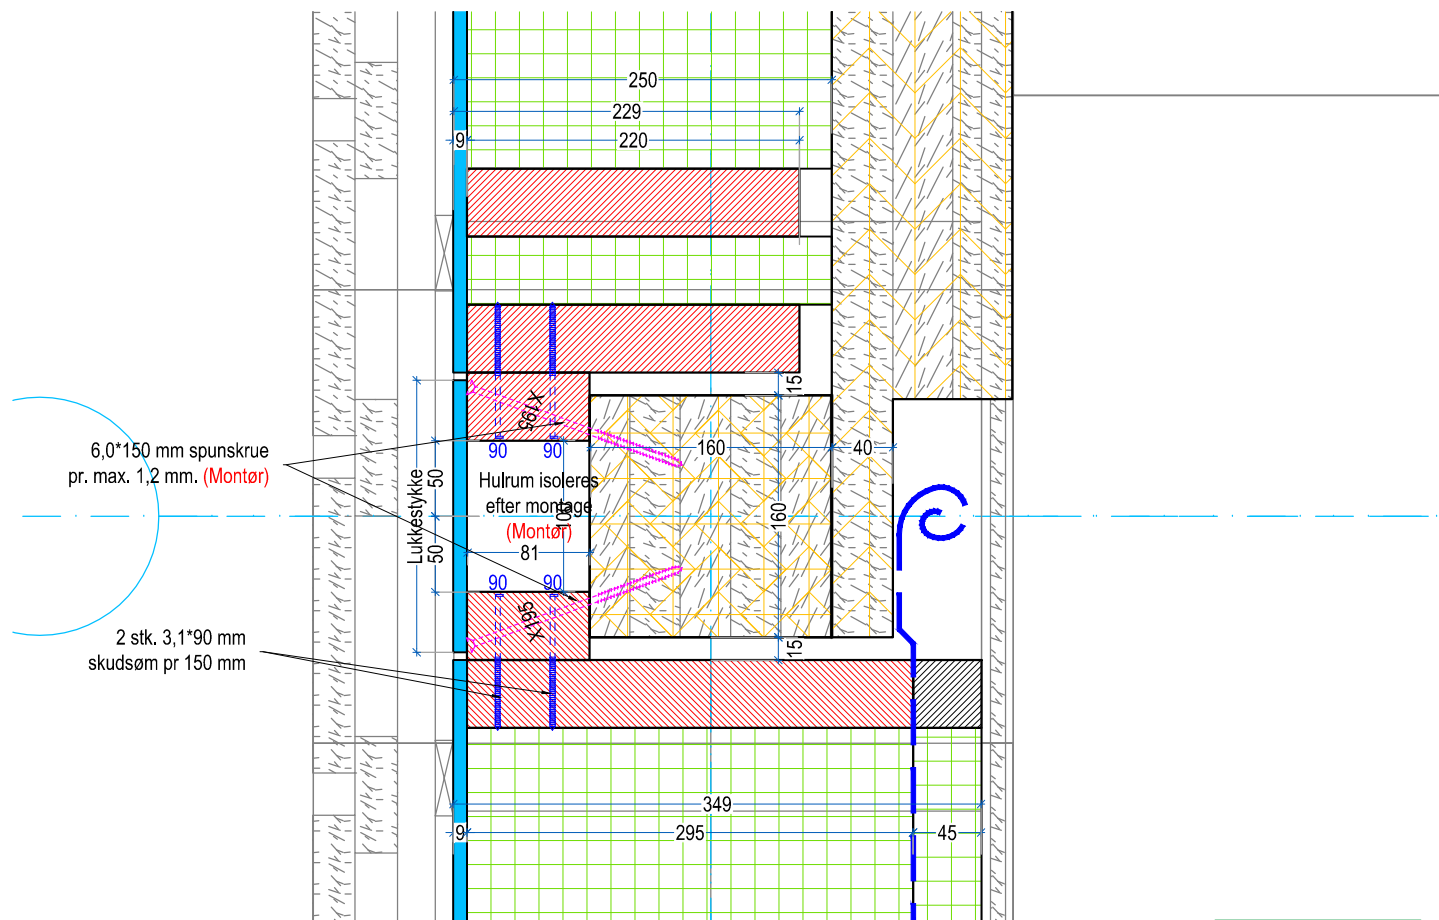 250
229
9
220
15
X195
6,0*150 mm spunskrue
pr. max. 1,2 mm. (Montør)
90
90
160
40
Lukkestykke
50
50
Hulrum isoleres
efter montage
(Montør)
100
160
81
90
90
X195
2 stk. 3,1*90 mm
skudsøm pr 150 mm
15
349
9
295
45